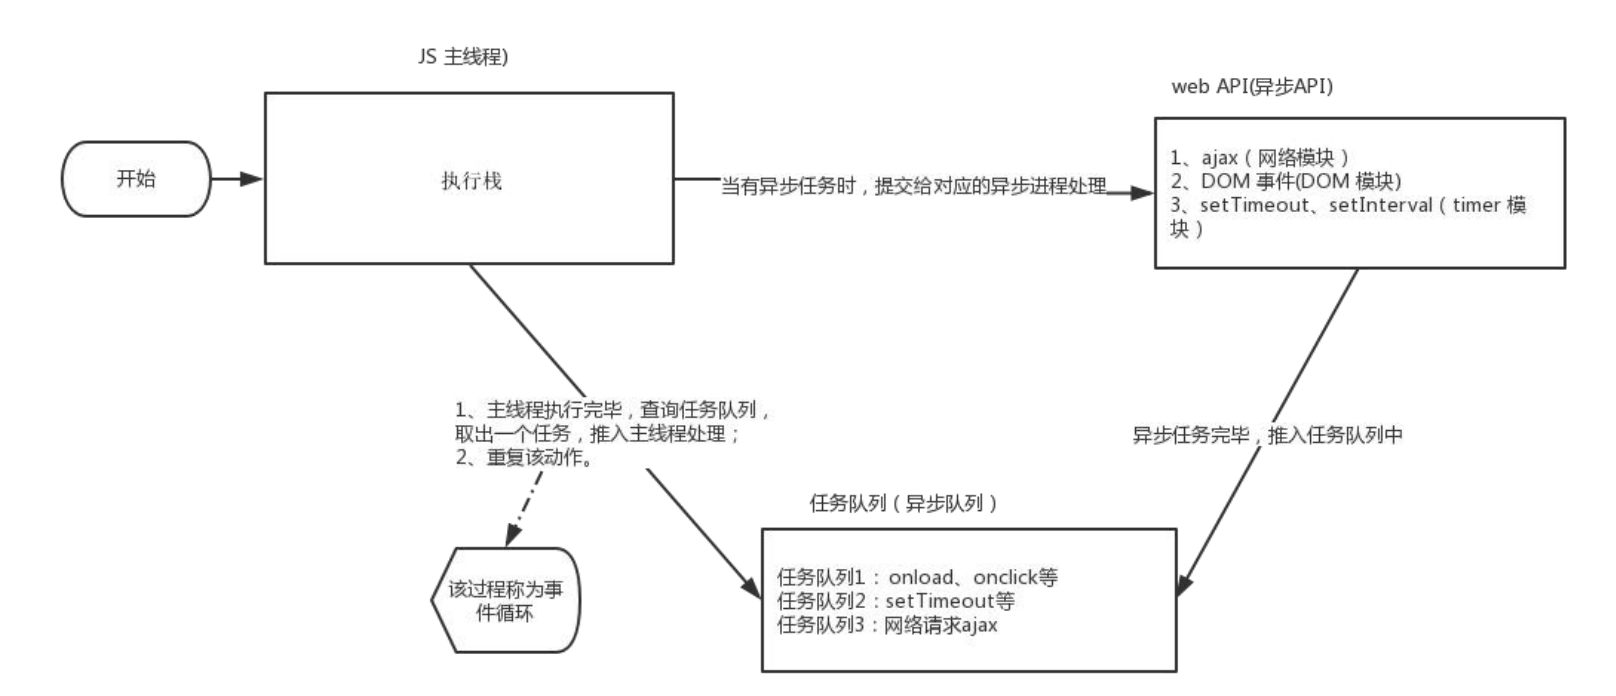 JS 主线程)
web API(异步API)
开始
执行栈
当有异步任务时，提交给对应的异步进程处理
1、ajax（网络模块）
2、DOM 事件(DOM 模块)
3、setTimeout、setInterval（timer 模
块）
1、主线程执行完毕，查询任务队列，
取出一个任务，推入主线程处理；
2、重复该动作。
异步任务完毕，推入任务队列中
该过程称为事
件循环
任务队列（异步队列）
任务队列1：onload、onclick等
任务队列2：setTimeout等
任务队列3：网络请求ajax